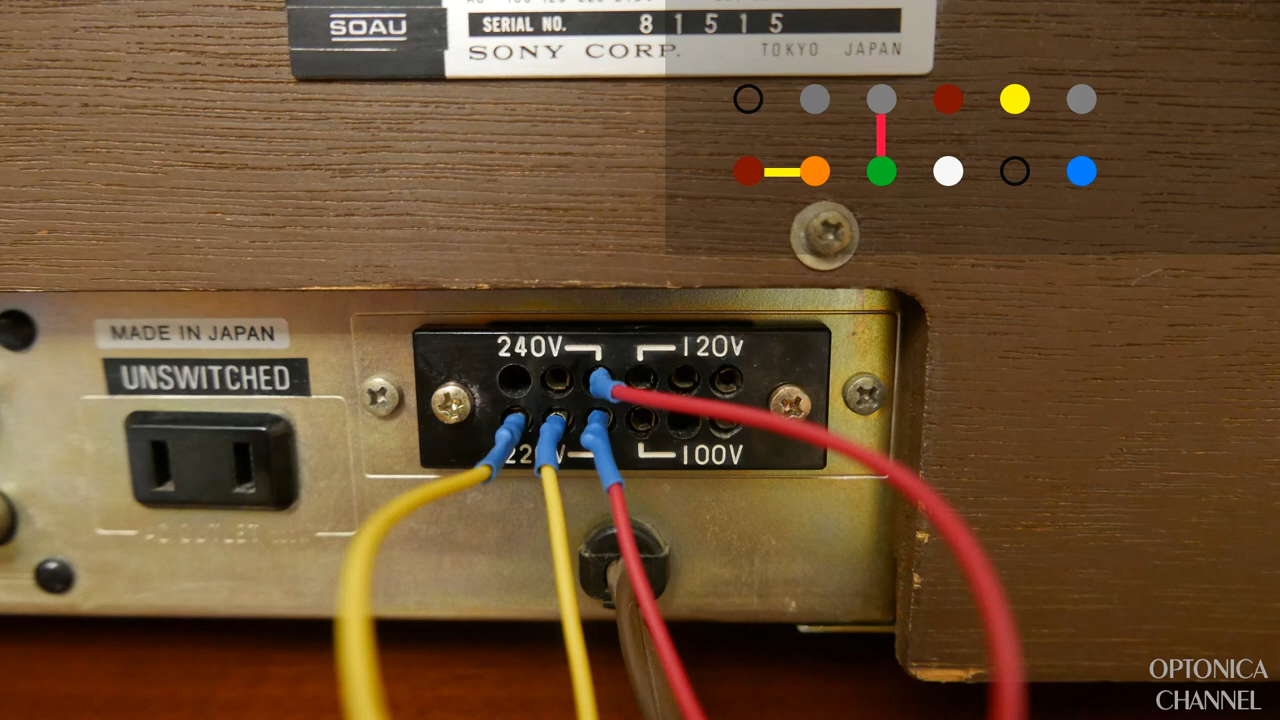 SOAU
SERIAL NO. 81515
SONY CORP. TOKYO JAPAN
MADE IN JAPAN
UNSWITCHED
240V
120V
220V
100V
OPTONICA
CHANNEL